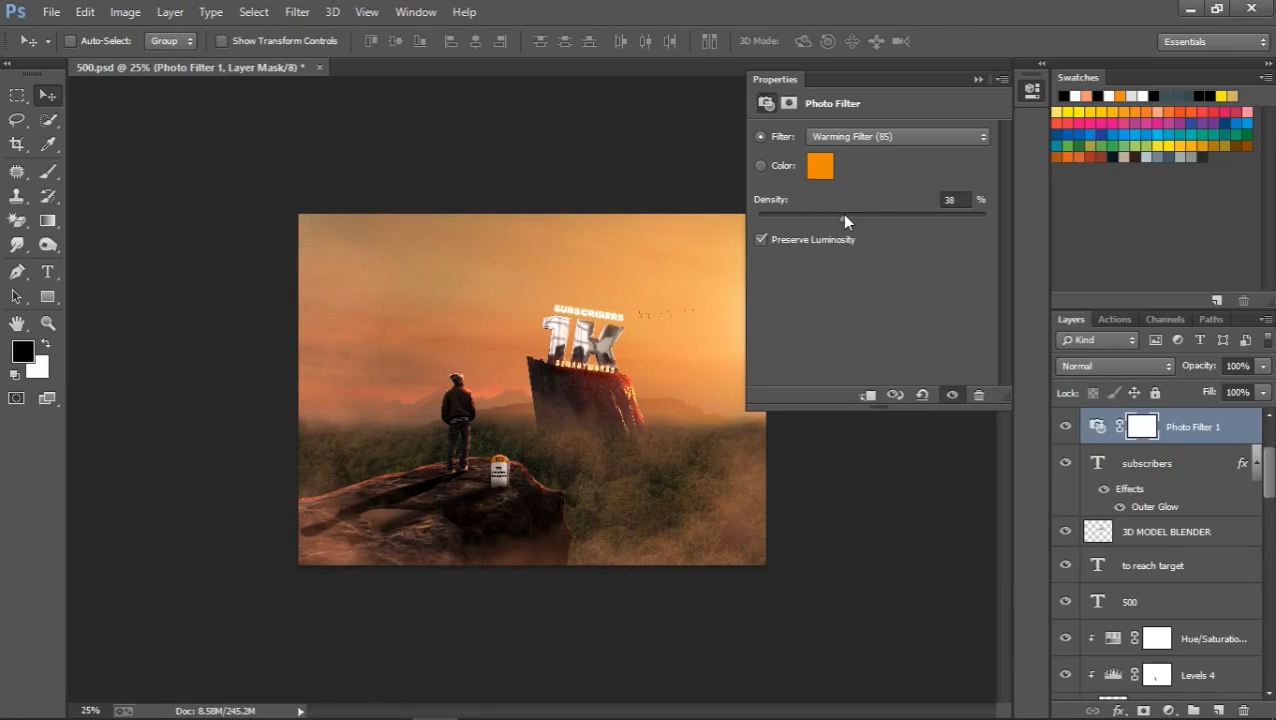 Ps File Edit Image Layer Type Select Filter 3D View Window Help
Auto-Select: Group Show Transform Controls 3D Mode: Essentials
500.psd @ 25% (Photo Filter 1, Layer Mask/8) * ×
Properties
Photo Filter
Filter: Warming Filter (85)
Color:
Density: 38 %
Preserve Luminosity
SUBSCRIBERS
1K
Swatches
Layers Actions Channels Paths
Kind
Normal Opacity: 100%
Lock: Fill: 100%
Photo Filter 1
T subscribers fx
Effects
Outer Glow
3D MODEL BLENDER
T to reach target
T 500
Hue/Saturatio...
Levels 4
25% Doc: 8.58M/245.2M